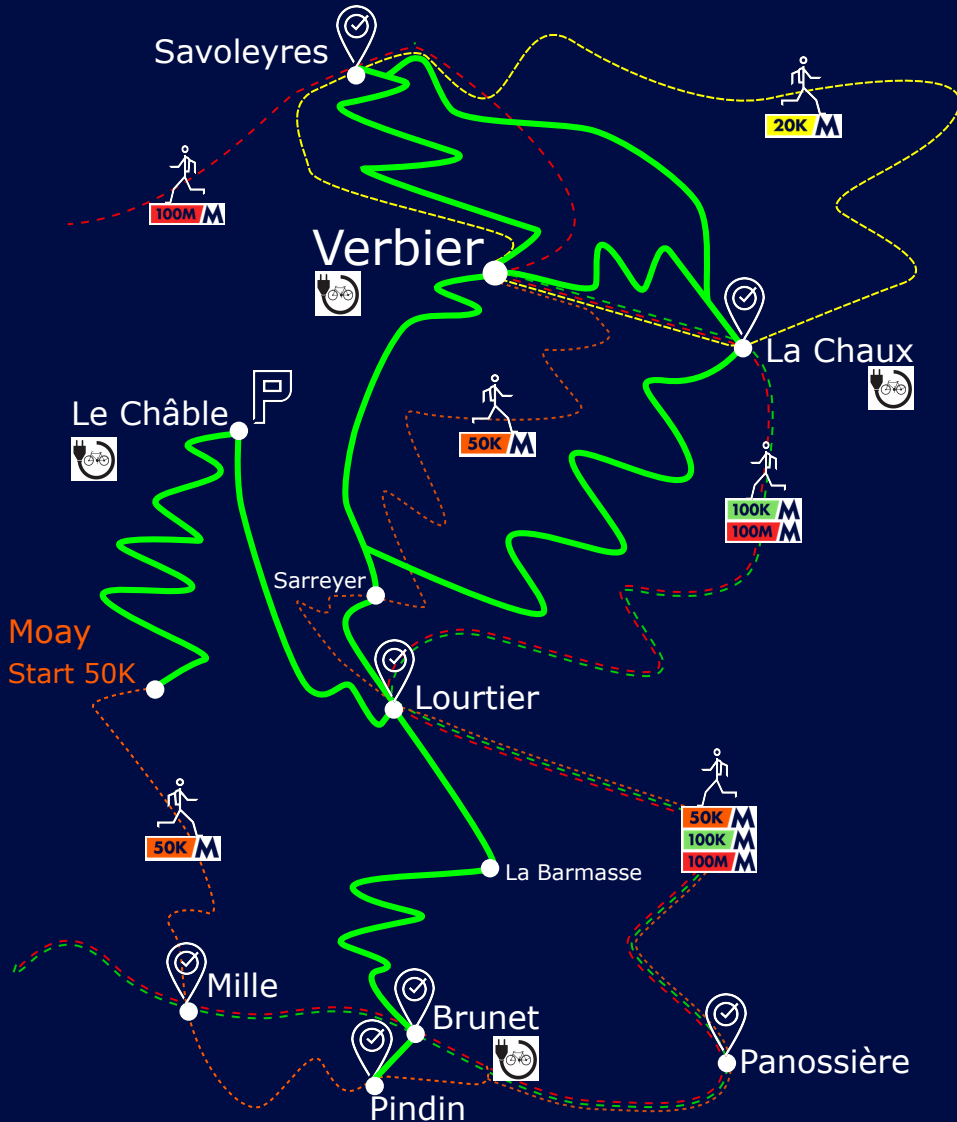 Savoleyres
20K M
100M M
Verbier
La Chaux
Le Châble
P
50K M
100K M
100M M
Sarreyer
Moay
Start 50K
Lourtier
50K M
100K M
100M M
50K M
La Barmasse
Mille
Brunet
Panossière
Pindin